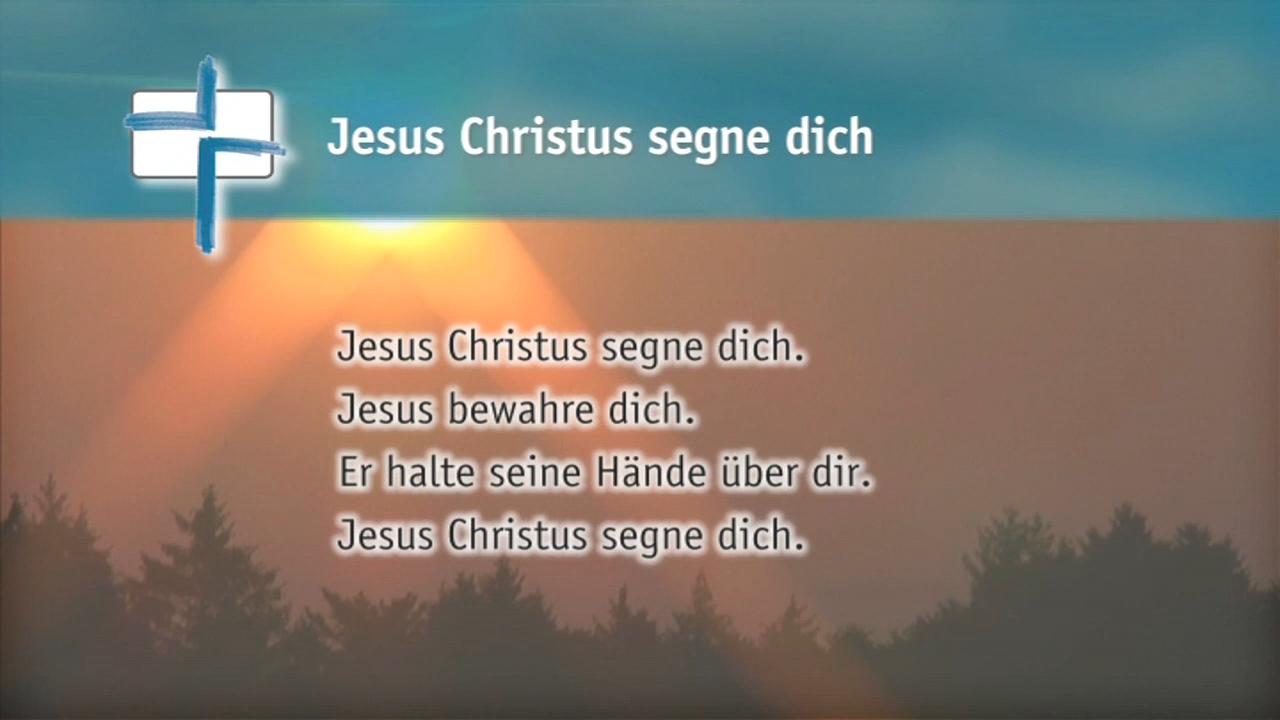 Jesus Christus segne dich
Jesus Christus segne dich.
Jesus bewahre dich.
Er halte seine Hände über dir.
Jesus Christus segne dich.